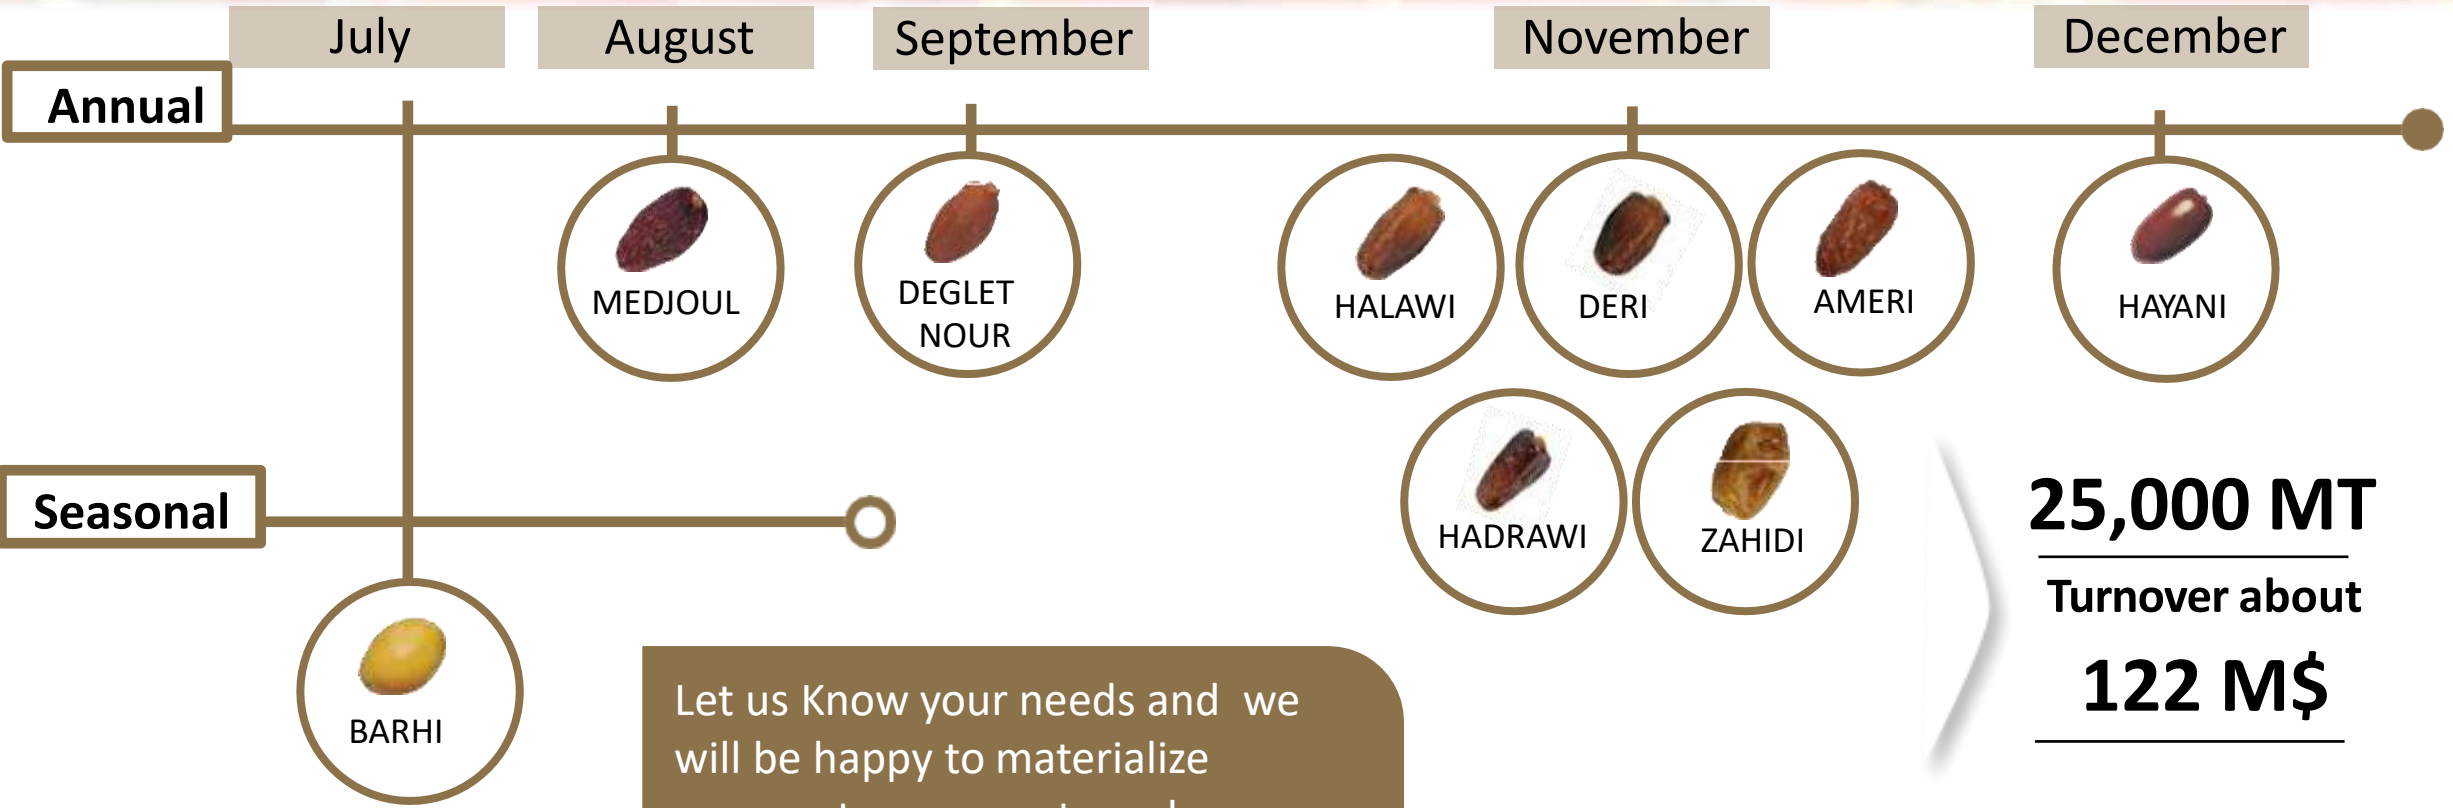 July
August
September
November
December
Annual
MEDJOUL
DEGLET
NOUR
HALAWI
DERI
AMERI
HAYANI
Seasonal
HADRAWI
ZAHIDI
25,000 MT
Turnover about
122 M$
BARHI
Let us Know your needs and  we
will be happy to materialize